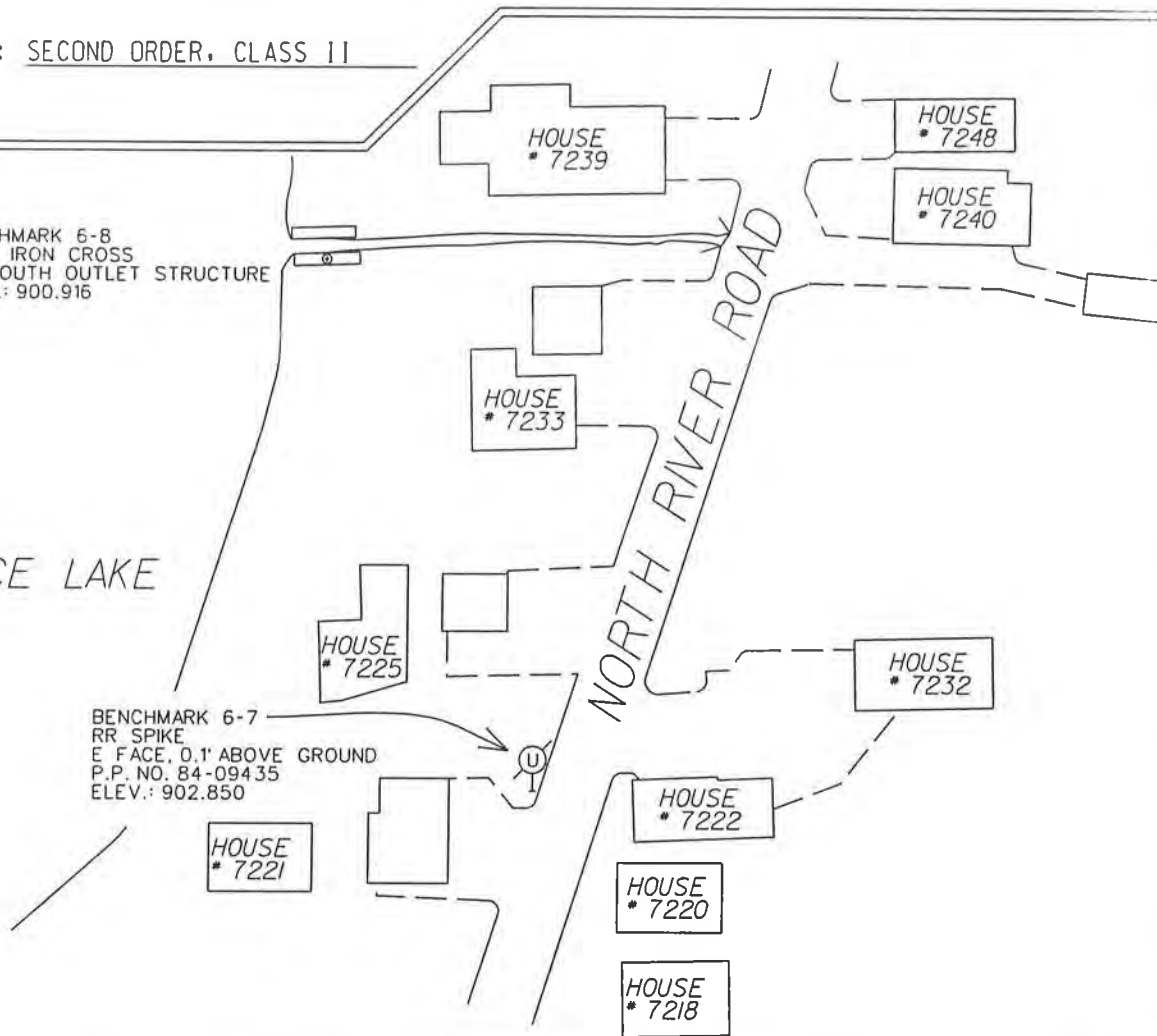 : SECOND ORDER, CLASS II
HOUSE
# 7239
HOUSE
# 7248
HOUSE
# 7240
HMARK 6-8
IRON CROSS
OUTH OUTLET STRUCTURE
.: 900.916
HOUSE
# 7233
NORTH RIVER ROAD
CE LAKE
HOUSE
# 7225
HOUSE
# 7232
BENCHMARK 6-7
RR SPIKE
E FACE, 0.1' ABOVE GROUND
P.P. NO. 84-09435
ELEV.: 902.850
U
HOUSE
# 7222
HOUSE
# 7221
HOUSE
# 7220
HOUSE
# 7218